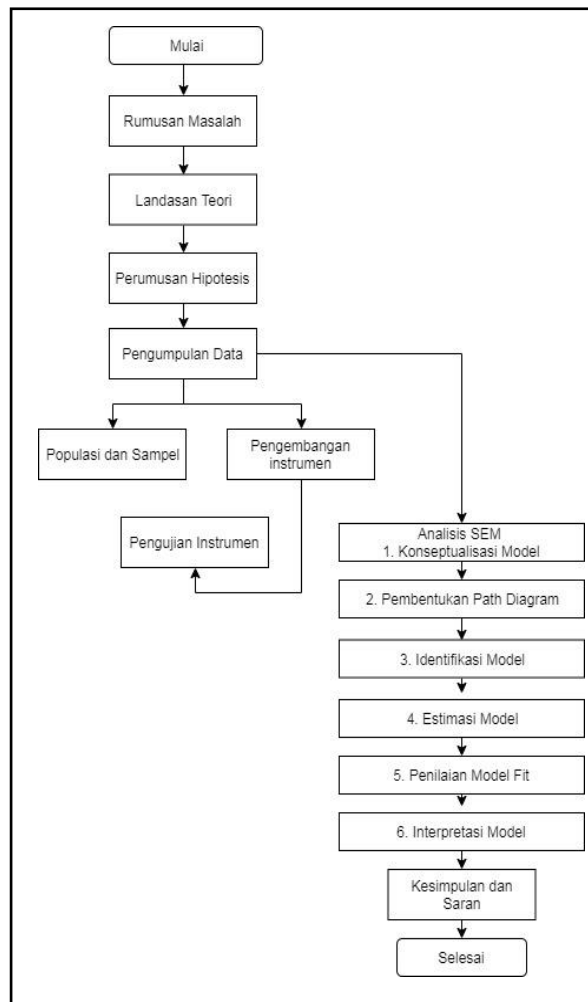 Mulai
Rumusan Masalah
Landasan Teori
Perumusan Hipotesis
Pengumpulan Data
Populasi dan Sampel
Pengembangan
instrumen
Pengujian Instrumen
Analisis SEM
1. Konseptualisasi Model
2. Pembentukan Path Diagram
3. Identifikasi Model
4. Estimasi Model
5. Penilaian Model Fit
6. Interpretasi Model
Kesimpulan dan
Saran
Selesai